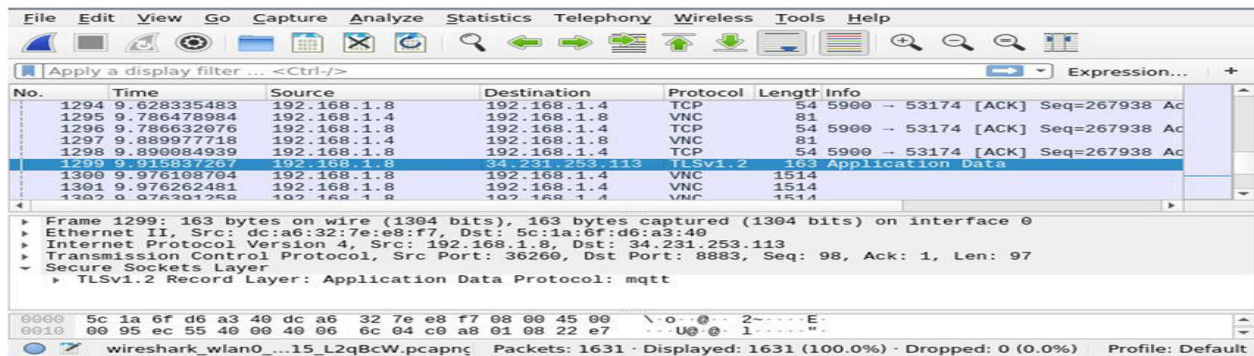 File Edit View Go Capture Analyze Statistics Telephony Wireless Tools Help
Apply a display filter ... <Ctrl-/> Expression... +
No. Time Source Destination Protocol Length Info
1294 9.628335483 192.168.1.8 192.168.1.4 TCP 54 5900 → 53174 [ACK] Seq=267938 Ac
1295 9.786478984 192.168.1.4 192.168.1.8 VNC 81
1296 9.786632076 192.168.1.8 192.168.1.4 TCP 54 5900 → 53174 [ACK] Seq=267938 Ac
1297 9.889977718 192.168.1.4 192.168.1.8 VNC 81
1298 9.890084939 192.168.1.8 192.168.1.4 TCP 54 5900 → 53174 [ACK] Seq=267938 Ac
1299 9.915837267 192.168.1.8 34.231.253.113 TLSv1.2 163 Application Data
1300 9.976108704 192.168.1.8 192.168.1.4 VNC 1514
1301 9.976262481 192.168.1.8 192.168.1.4 VNC 1514
1302 9.976391258 192.168.1.8 192.168.1.4 VNC 1514
Frame 1299: 163 bytes on wire (1304 bits), 163 bytes captured (1304 bits) on interface 0
Ethernet II, Src: dc:a6:32:7e:e8:f7, Dst: 5c:1a:6f:d6:a3:40
Internet Protocol Version 4, Src: 192.168.1.8, Dst: 34.231.253.113
Transmission Control Protocol, Src Port: 36260, Dst Port: 8883, Seq: 98, Ack: 1, Len: 97
Secure Sockets Layer
TLSv1.2 Record Layer: Application Data Protocol: mqtt
0000 5c 1a 6f d6 a3 40 dc a6 32 7e e8 f7 08 00 45 00 \·o··@·· 2~····E·
0010 00 95 ec 55 40 00 40 06 6c 04 c0 a8 01 08 22 e7 ···U@·@· l·····"·
wireshark_wlan0_...15_L2qBcW.pcapng Packets: 1631 · Displayed: 1631 (100.0%) · Dropped: 0 (0.0%) Profile: Default